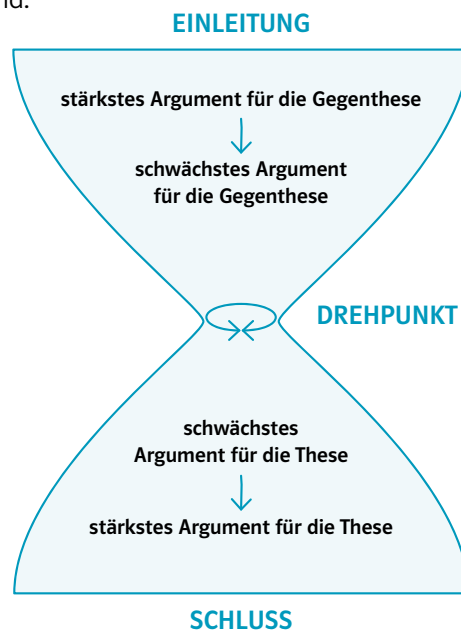 nd.
EINLEITUNG
stärkstes Argument für die Gegenthese
schwächstes Argument
für die Gegenthese
DREHPUNKT
schwächstes
Argument für die These
stärkstes Argument für die These
SCHLUSS